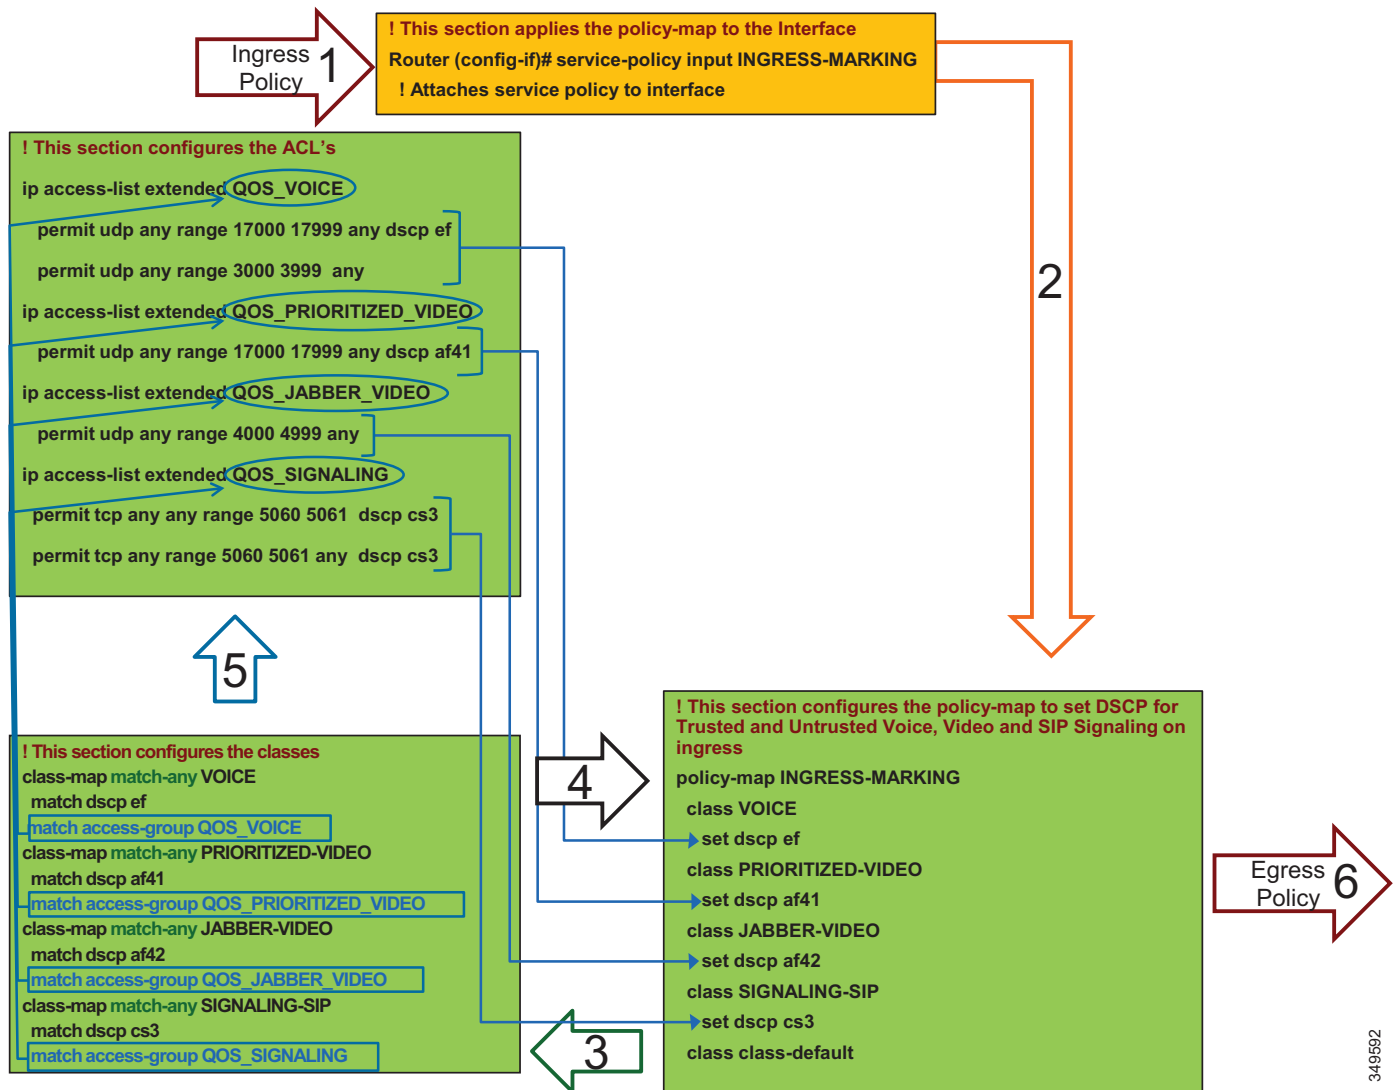 Ingress
Policy
1
! This section applies the policy-map to the Interface
Router (config-if)# service-policy input INGRESS-MARKING
! Attaches service policy to interface
2
! This section configures the ACL's
ip access-list extended QOS_VOICE
permit udp any range 17000 17999 any dscp ef
permit udp any range 3000 3999 any
ip access-list extended QOS_PRIORITIZED_VIDEO
permit udp any range 17000 17999 any dscp af41
ip access-list extended QOS_JABBER_VIDEO
permit udp any range 4000 4999 any
ip access-list extended QOS_SIGNALING
permit tcp any any range 5060 5061 dscp cs3
permit tcp any range 5060 5061 any dscp cs3
5
! This section configures the classes
class-map match-any VOICE
match dscp ef
match access-group QOS_VOICE
class-map match-any PRIORITIZED-VIDEO
match dscp af41
match access-group QOS_PRIORITIZED_VIDEO
class-map match-any JABBER-VIDEO
match dscp af42
match access-group QOS_JABBER_VIDEO
class-map match-any SIGNALING-SIP
match dscp cs3
match access-group QOS_SIGNALING
4
3
! This section configures the policy-map to set DSCP for
Trusted and Untrusted Voice, Video and SIP Signaling on
ingress
policy-map INGRESS-MARKING
class VOICE
set dscp ef
class PRIORITIZED-VIDEO
set dscp af41
class JABBER-VIDEO
set dscp af42
class SIGNALING-SIP
set dscp cs3
class class-default
Egress
Policy
6
349592